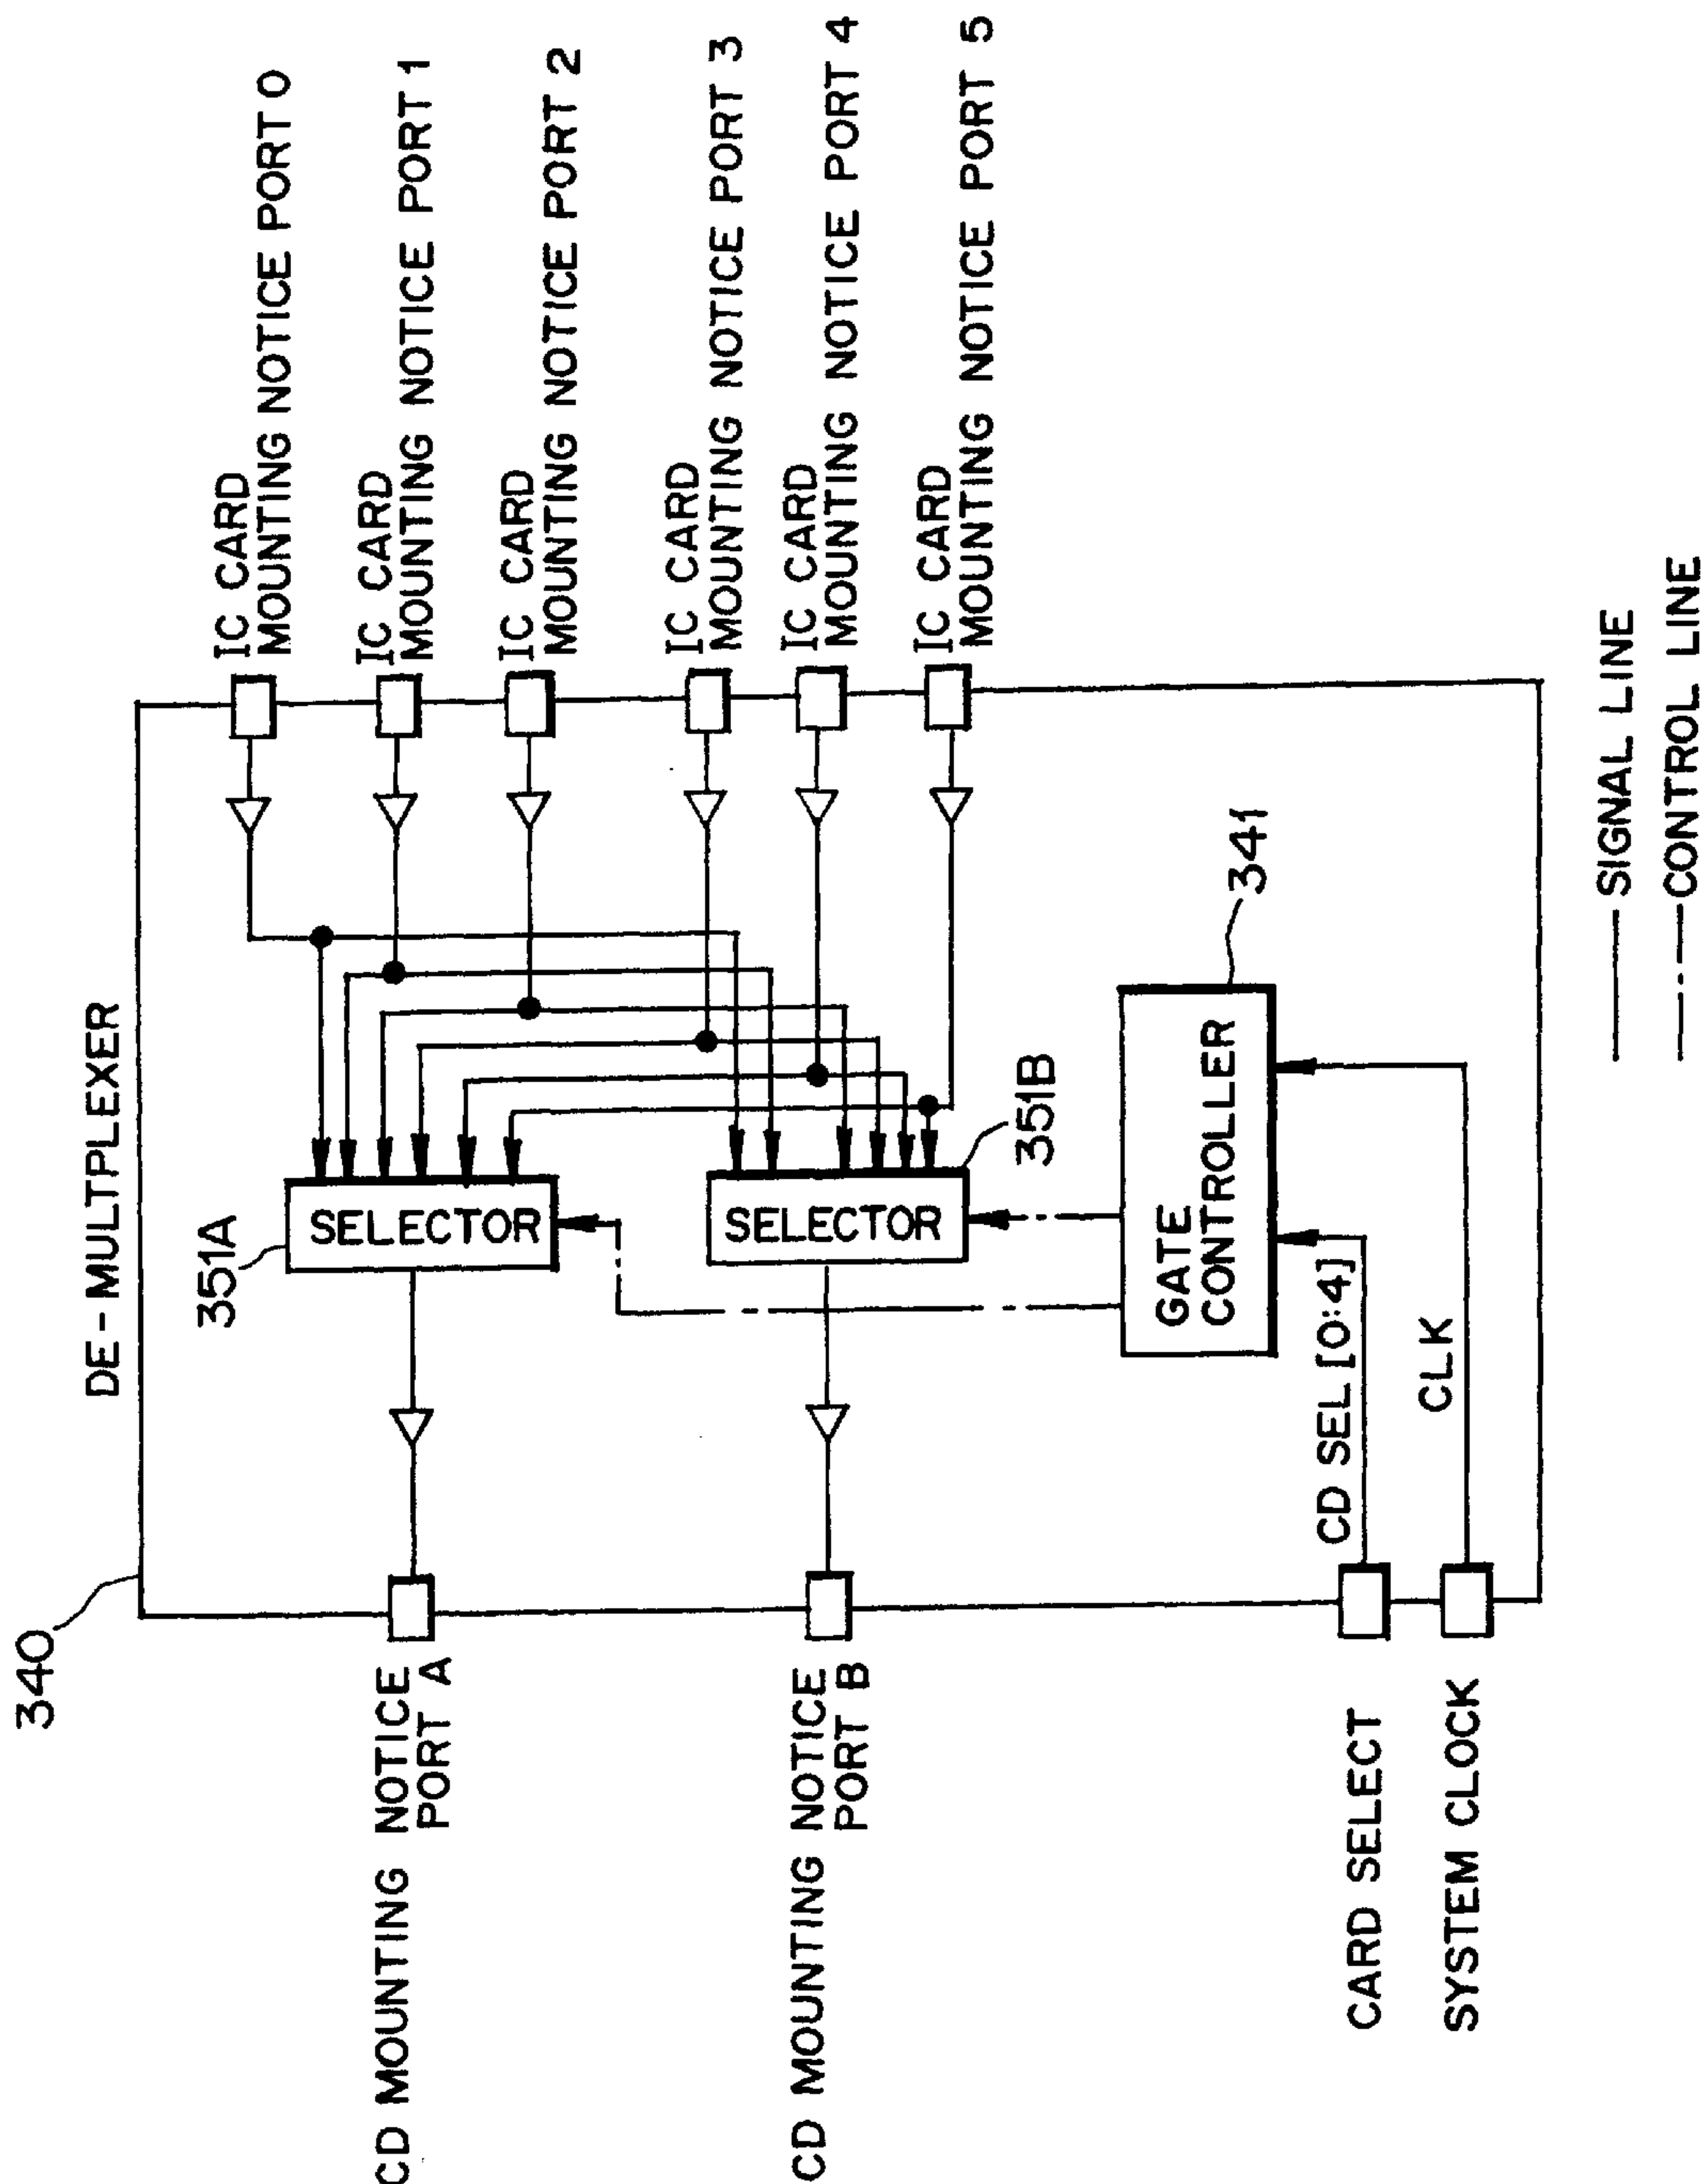 DE-MULTPLEXER
340
IC CARD
MOUNTING NOTICE PORT 0
IC CARD
MOUNTING NOTICE PORT 1
IC CARD
MOUNTING NOTICE PORT 2
IC CARD
MOUNTING NOTICE PORT 3
IC CARD
MOUNTING NOTICE PORT 4
IC CARD
MOUNTING NOTICE PORT 5
351A
SELECTOR
351B
SELECTOR
341
GATE
CONTROLLER
CD SEL [0:4]
CLK
CD MOUNTING NOTICE
PORT A
CD MOUNTING NOTICE
PORT B
CARD SELECT
SYSTEM CLOCK
SIGNAL LINE
CONTROL LINE